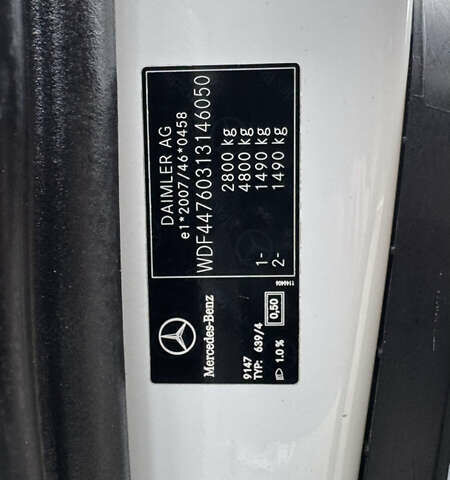 DAIMLER AG
e1*2007/46*0458
WDF44760313146050
2800 kg
4800 kg
1- 1490 kg
2- 1490 kg
Mercedes-Benz
9147
TYP: 639/4
0,50
1.0 %